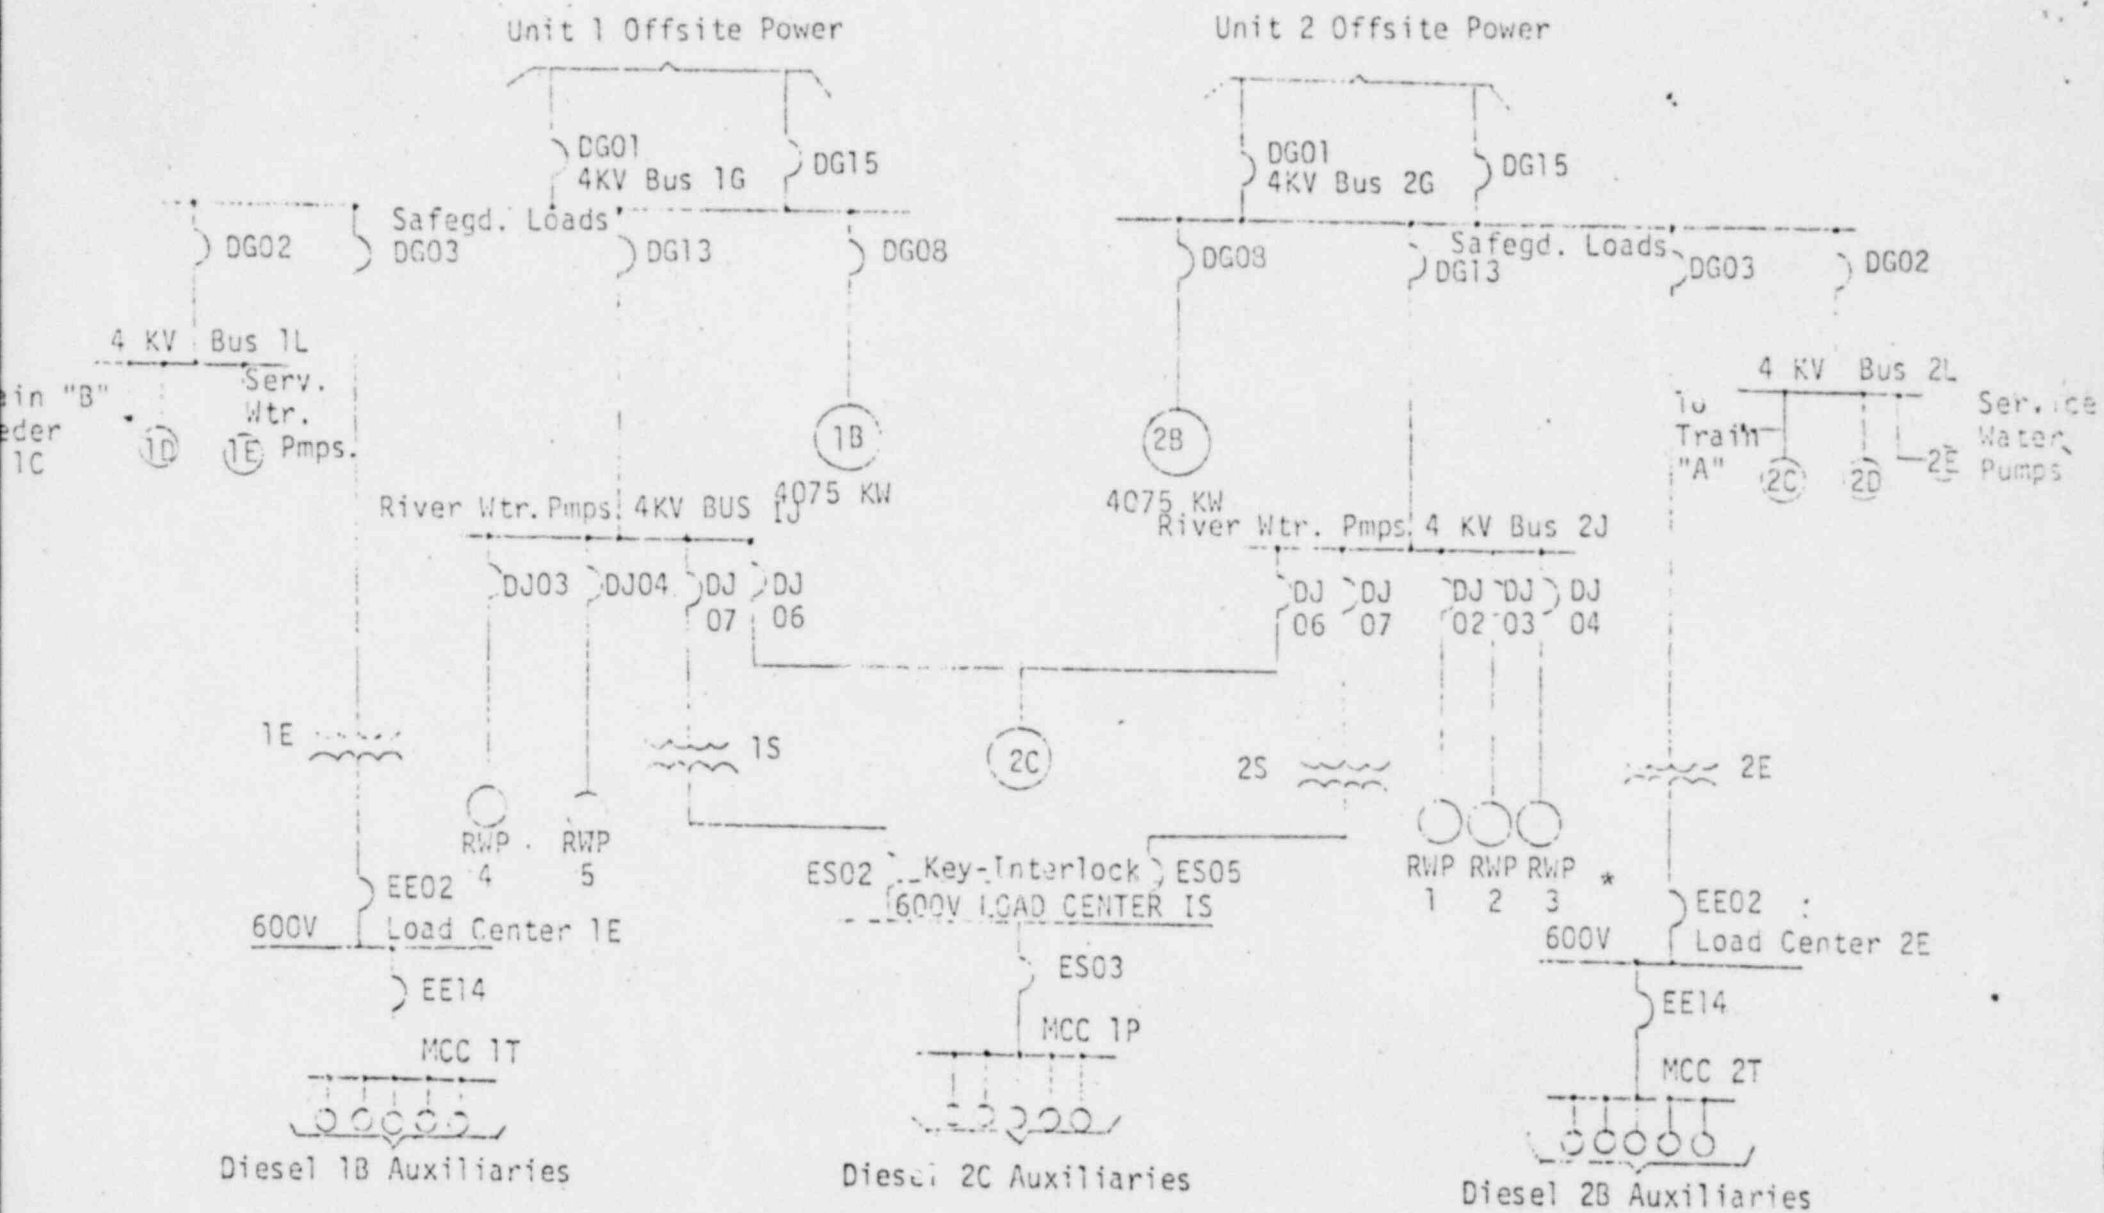 Unit 1 Offsite Power
Unit 2 Offsite Power
DG01
4KV Bus 1G
DG15
DG01
4KV Bus 2G
DG15
Safegd. Loads
DG02
DG03
DG13
DG08
Safegd. Loads
DG08
DG13
DG03
DG02
4 KV Bus 1L
Serv.
Wtr.
Pmps.
"B"
1C
1D
1E
1B
4075 KW
2B
4075 KW
4 KV Bus 2L
To
Train
"A"
2C
2D
2E
Service
Water
Pumps
River Wtr. Pmps. 4KV BUS IJ
River Wtr. Pmps. 4 KV Bus 2J
DJ03
DJ04
DJ
07
DJ
06
DJ
06
DJ
07
DJ
02
DJ
03
DJ
04
1E
1S
2C
2S
2E
RWP
4
RWP
5
RWP
1
RWP
2
RWP
3
*
ES02
Key-Interlock
ES05
600V LOAD CENTER IS
EE02
600V Load Center 1E
EE02
600V Load Center 2E
EE14
ES03
EE14
MCC 1T
MCC 1P
MCC 2T
Diesel 1B Auxiliaries
Diesel 2C Auxiliaries
Diesel 2B Auxiliaries